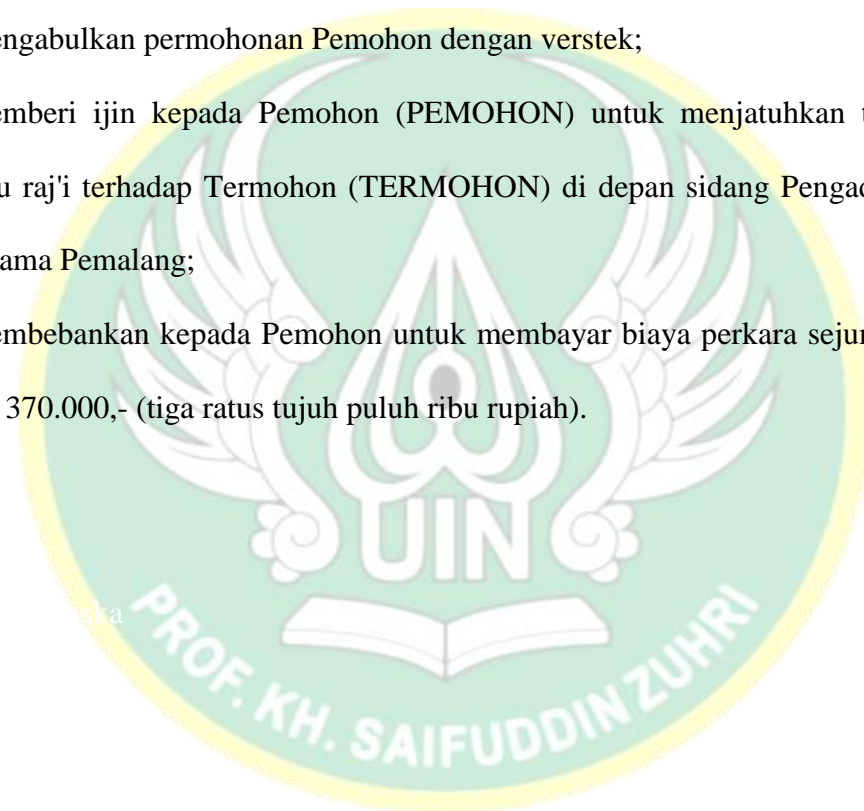 engabulkan permohonan Pemohon dengan verstek;
emberi ijin kepada Pemohon (PEMOHON) untuk menjatuhkan t
u raj'i terhadap Termohon (TERMOHON) di depan sidang Pengad
ama Pemalang;
embebankan kepada Pemohon untuk membayar biaya perkara sejum
370.000,- (tiga ratus tujuh puluh ribu rupiah).
UIN
ska
PROF. KH. SAIFUDDIN ZUHRI